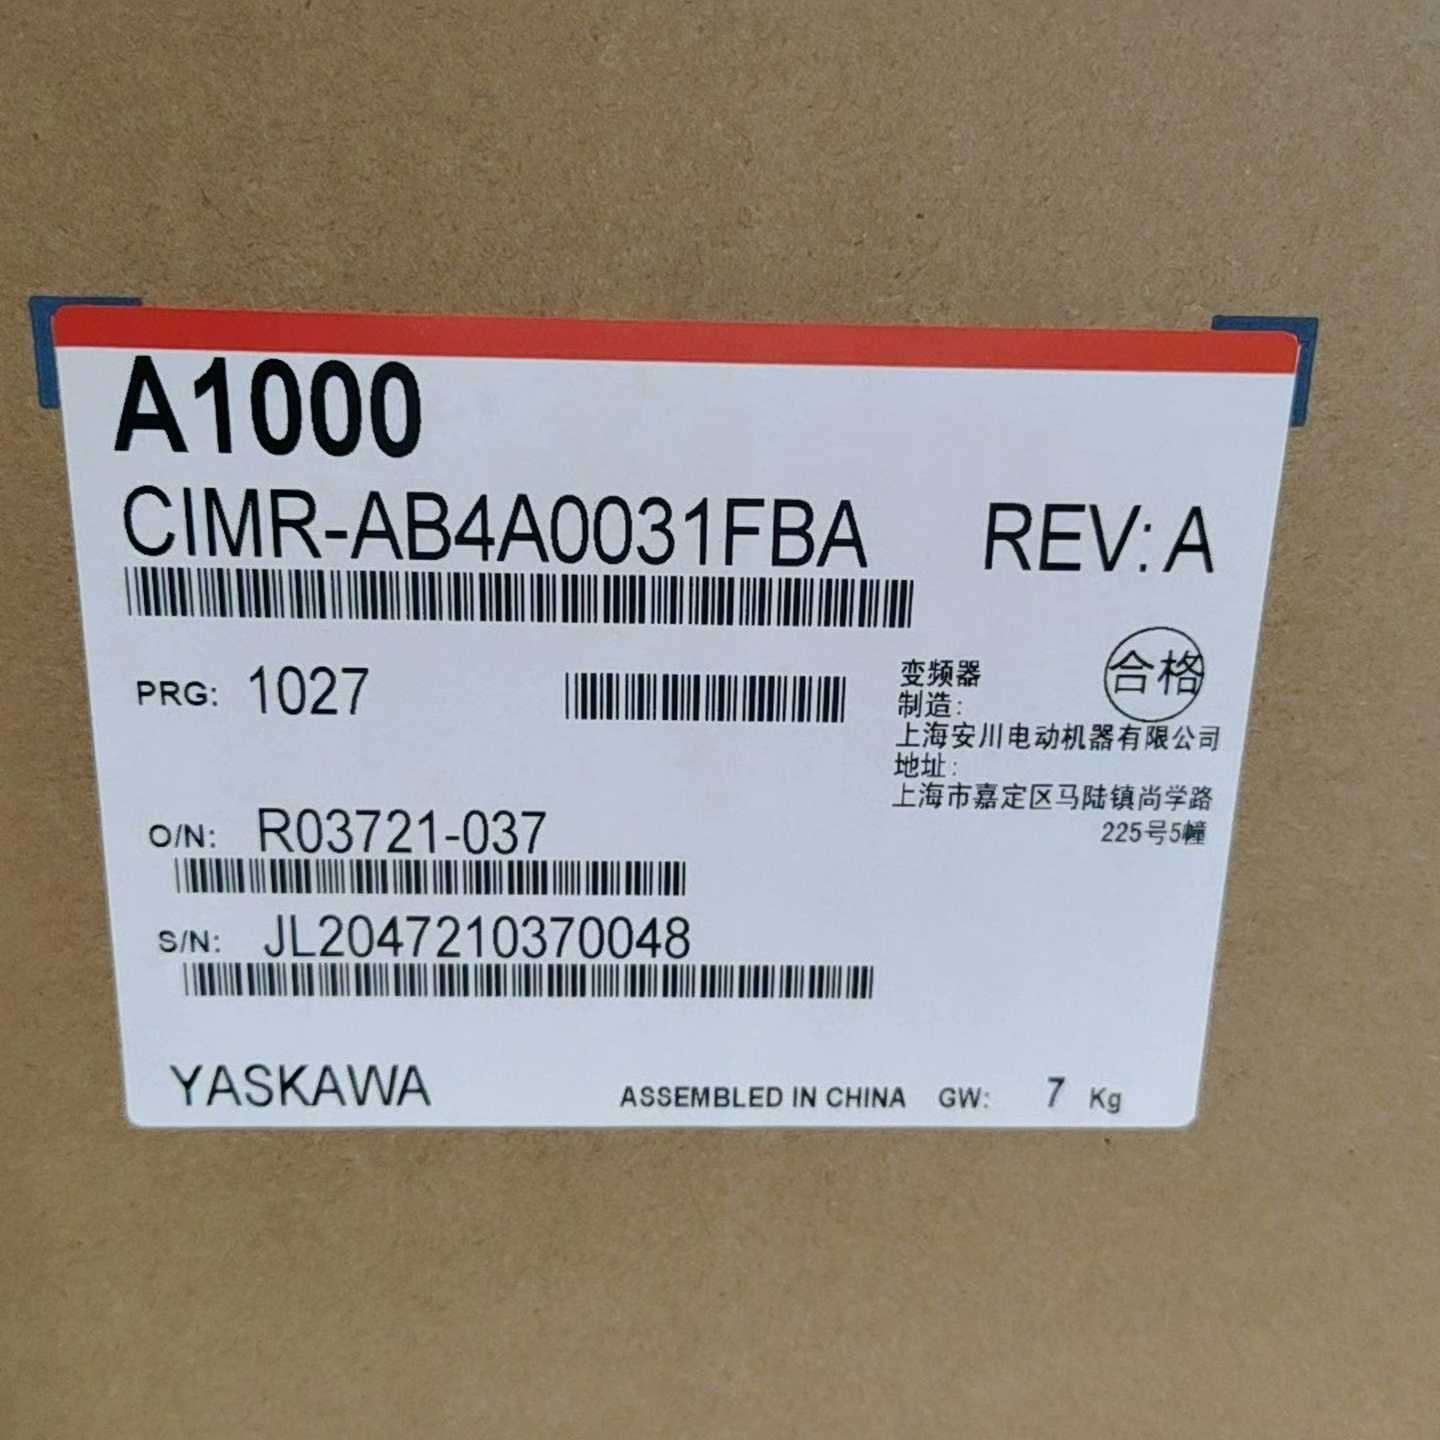 A1000
CIMR-AB4A0031FBA REV: A
PRG: 1027
变频器
合格
制造:
上海安川电动机器有限公司
地址:
上海市嘉定区马陆镇尚学路
225号5幢
O/N: R03721-037
S/N: JL2047210370048
YASKAWA ASSEMBLED IN CHINA GW: 7 Kg